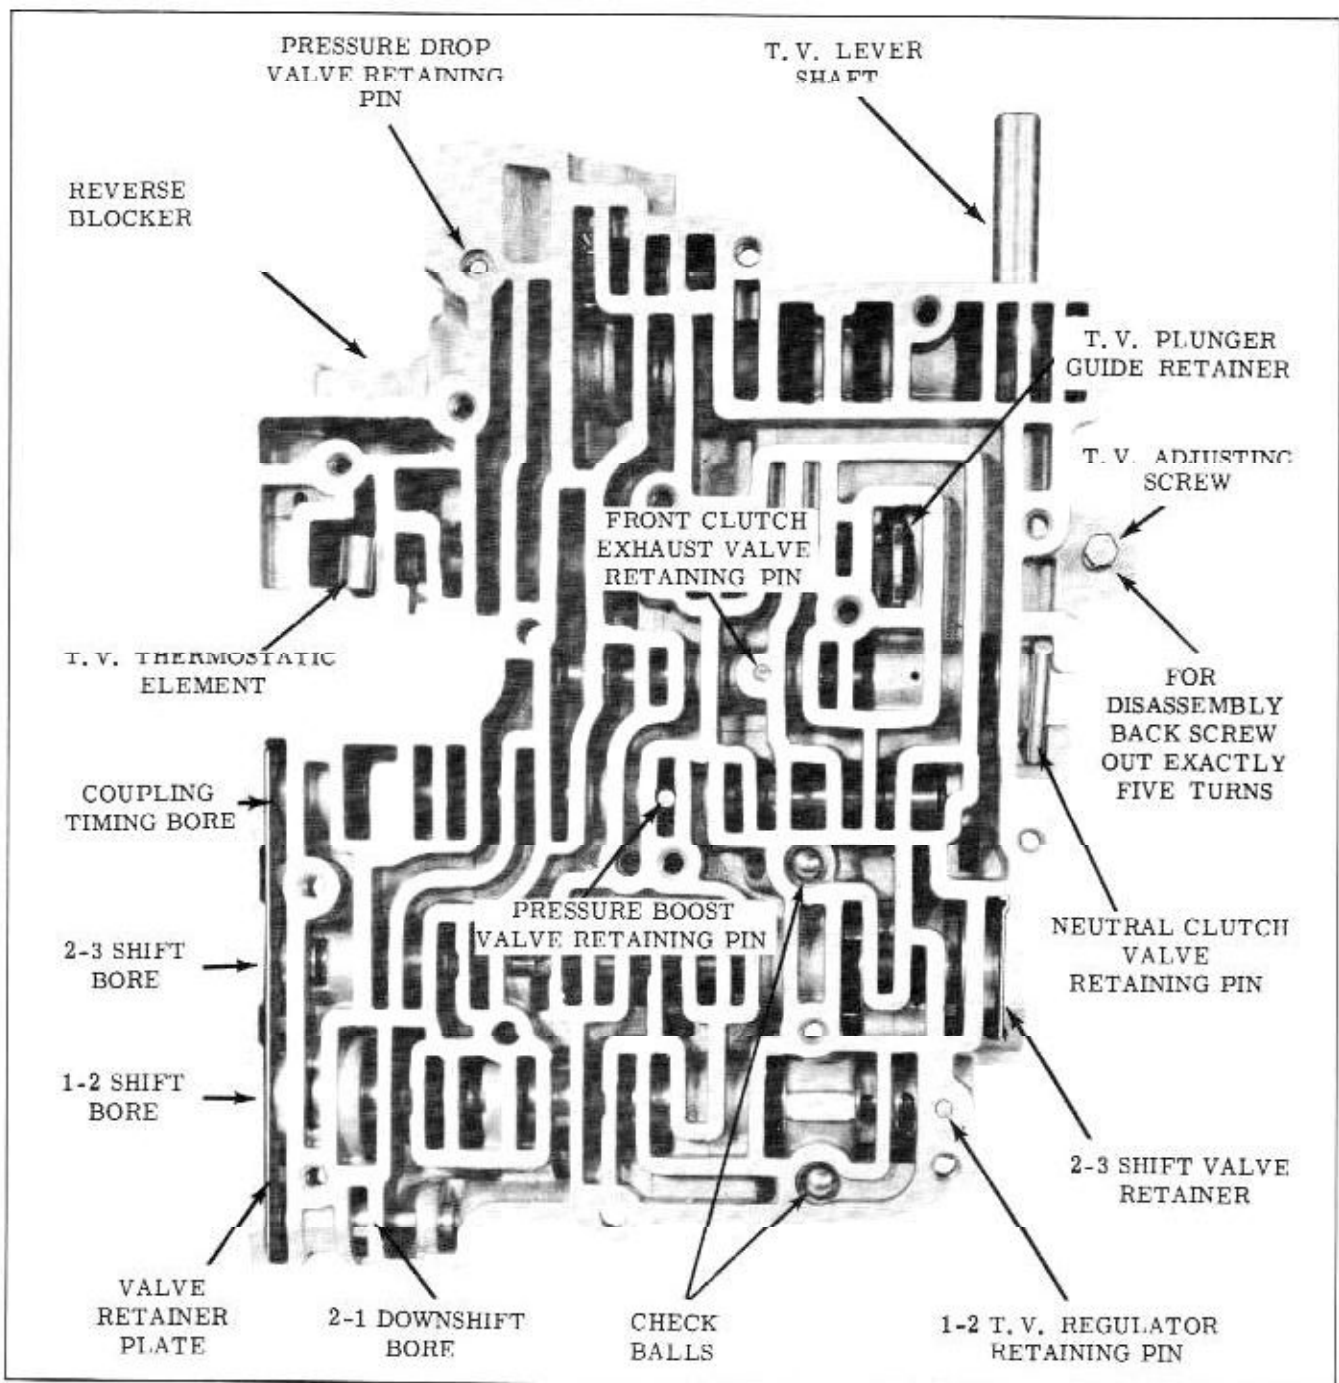 PRESSURE DROP
VALVE RETAINING
PIN
T. V. LEVER
SHAFT
REVERSE
BLOCKER
T. V. PLUNGER
GUIDE RETAINER
T. V. ADJUSTING
SCREW
FRONT CLUTCH
EXHAUST VALVE
RETAINING PIN
T. V. THERMOSTATIC
ELEMENT
FOR
DISASSEMBLY
BACK SCREW
OUT EXACTLY
FIVE TURNS
COUPLING
TIMING BORE
PRESSURE BOOST
VALVE RETAINING PIN
NEUTRAL CLUTCH
VALVE
RETAINING PIN
2-3 SHIFT
BORE
1-2 SHIFT
BORE
2-3 SHIFT VALVE
RETAINER
VALVE
RETAINER
PLATE
2-1 DOWNSHIFT
BORE
CHECK
BALLS
1-2 T. V. REGULATOR
RETAINING PIN